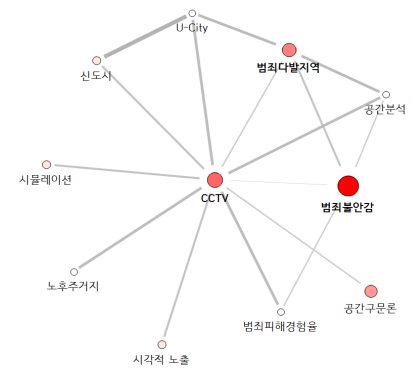 U-City
신도시
범죄다발지역
공간분석
시뮬레이션
CCTV
범죄불안감
노후주거지
공간구문론
범죄피해경험율
시각적 노출